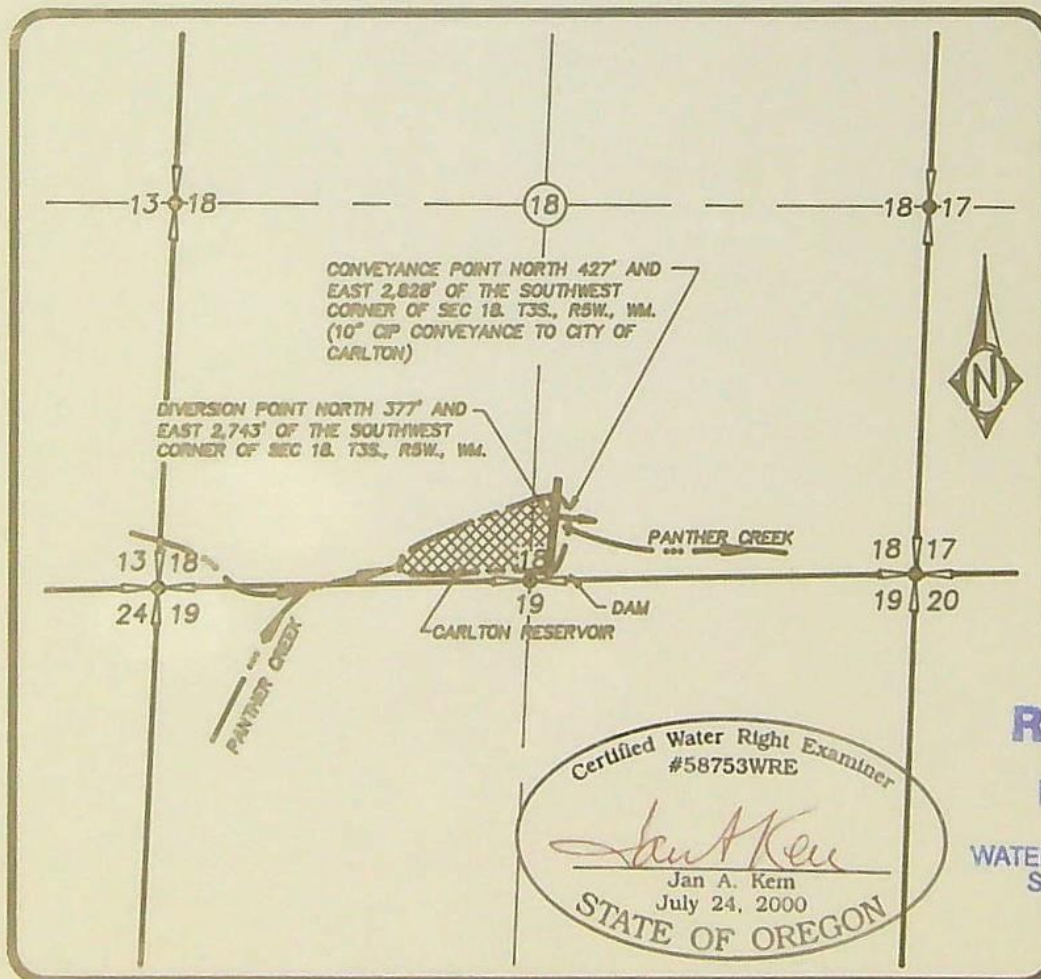 13 18
18
18 17
CONVEYANCE POINT NORTH 427' AND
EAST 2,828' OF THE SOUTHWEST
CORNER OF SEC 18. T3S., R5W., WM.
(10" CIP CONVEYANCE TO CITY OF
CARLTON)
N
DIVERSION POINT NORTH 377' AND
EAST 2,743' OF THE SOUTHWEST
CORNER OF SEC 18. T3S., R5W., WM.
PANTHER CREEK
13 18
18
18 17
24 19
19
DAM
19 20
CARLTON RESERVOIR
PANTHER CREEK
R
Certified Water Right Examiner
#58753WRE
Jan A Kern
WATE
S
Jan A. Kern
July 24, 2000
STATE OF OREGON